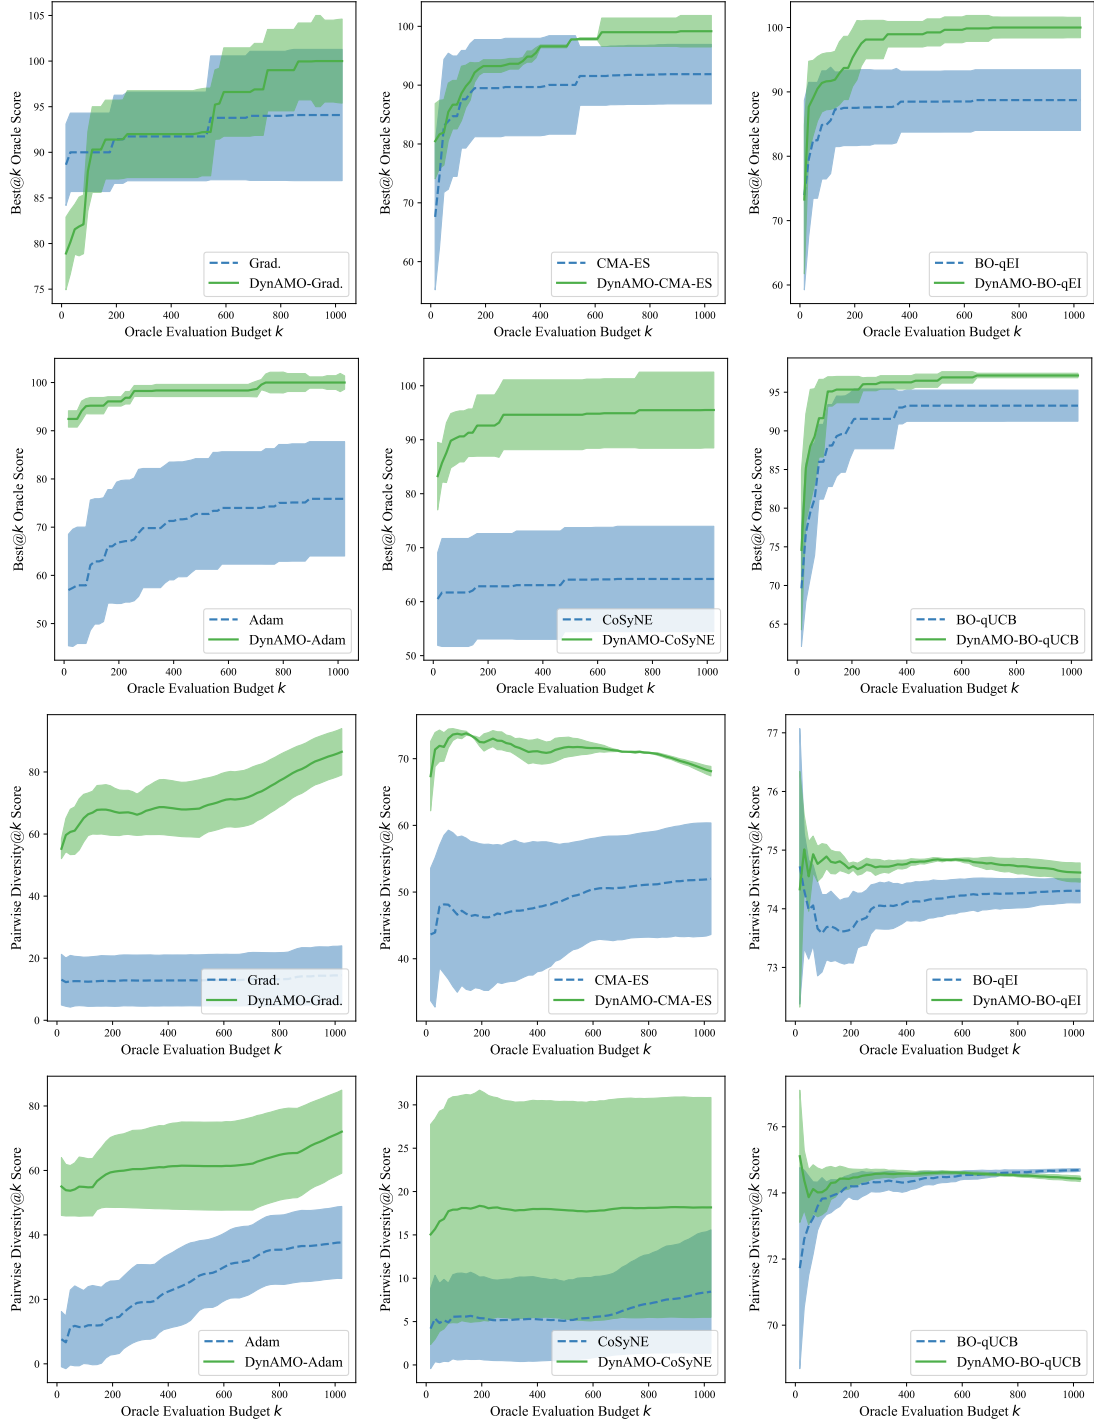 105
100
95
90
85
80
75
Best@k Oracle Score
0 200 400 600 800 1000
Oracle Evaluation Budget k
Grad.
DynAMO-Grad.
100
90
80
70
60
Best@k Oracle Score
0 200 400 600 800 1000
Oracle Evaluation Budget k
CMA-ES
DynAMO-CMA-ES
100
90
80
70
60
Best@k Oracle Score
0 200 400 600 800 1000
Oracle Evaluation Budget k
BO-qEI
DynAMO-BO-qEI
100
90
80
70
60
50
Best@k Oracle Score
0 200 400 600 800 1000
Oracle Evaluation Budget k
Adam
DynAMO-Adam
100
90
80
70
60
50
Best@k Oracle Score
0 200 400 600 800 1000
Oracle Evaluation Budget k
CoSyNE
DynAMO-CoSyNE
95
90
85
80
75
70
65
Best@k Oracle Score
0 200 400 600 800 1000
Oracle Evaluation Budget k
BO-qUCB
DynAMO-BO-qUCB
80
60
40
20
0
Pairwise Diversity@k Score
0 200 400 600 800 1000
Oracle Evaluation Budget k
Grad.
DynAMO-Grad.
70
60
50
40
Pairwise Diversity@k Score
0 200 400 600 800 1000
Oracle Evaluation Budget k
CMA-ES
DynAMO-CMA-ES
77
76
75
74
73
Pairwise Diversity@k Score
0 200 400 600 800 1000
Oracle Evaluation Budget k
BO-qEI
DynAMO-BO-qEI
80
60
40
20
0
Pairwise Diversity@k Score
0 200 400 600 800 1000
Oracle Evaluation Budget k
Adam
DynAMO-Adam
30
25
20
15
10
5
0
Pairwise Diversity@k Score
0 200 400 600 800 1000
Oracle Evaluation Budget k
CoSyNE
DynAMO-CoSyNE
76
74
72
70
Pairwise Diversity@k Score
0 200 400 600 800 1000
Oracle Evaluation Budget k
BO-qUCB
DynAMO-BO-qUCB